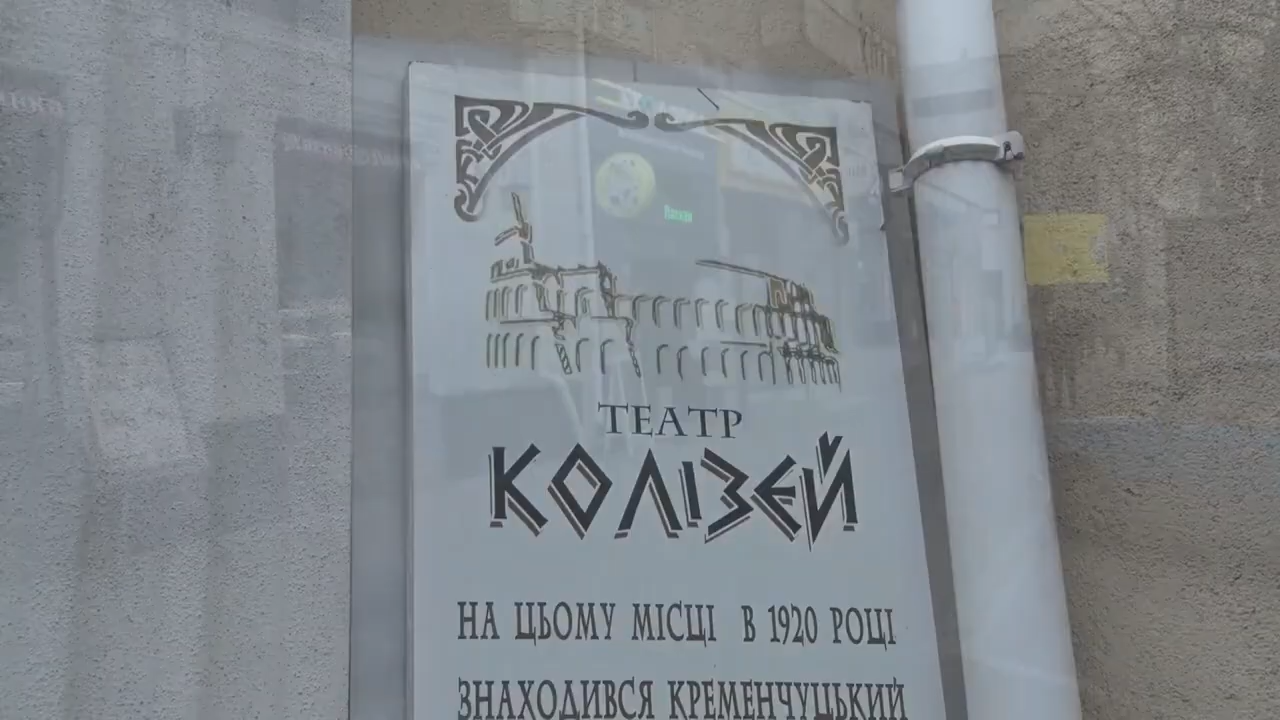 ТЕАТР
КОЛІЗЕЙ
НА ЦЬОМУ МІСЦІ В 1920 РОЦІ
ЗНАХОДИВСЯ КРЕМЕНЧУЦЬКИЙ